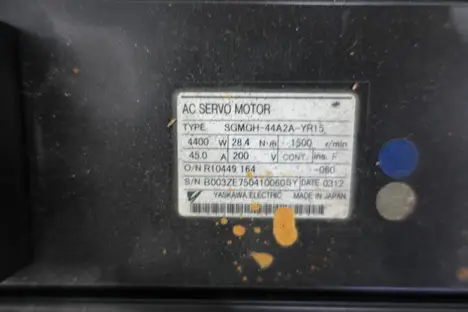 AC SERVO MOTOR
TYPE SGMGH-44A2A-YR15
4400 W 28.4 N·m 1500 r/min
45.0 A 200 V CONT. ins. F
O/N R10449 164 -060
S/N B003ZE750410060SY DATE 0312
YASKAWA ELECTRIC MADE IN JAPAN